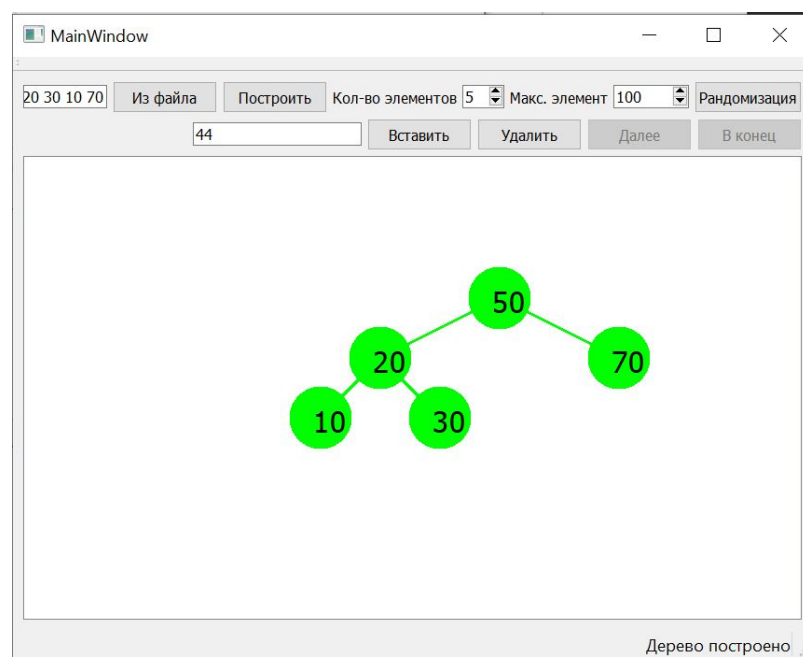 MainWindow
20 30 10 70 Из файла Построить Кол-во элементов 5 Макс. элемент 100 Рандомизация
44 Вставить Удалить Далее В конец
50
20 70
10 30
Дерево построено